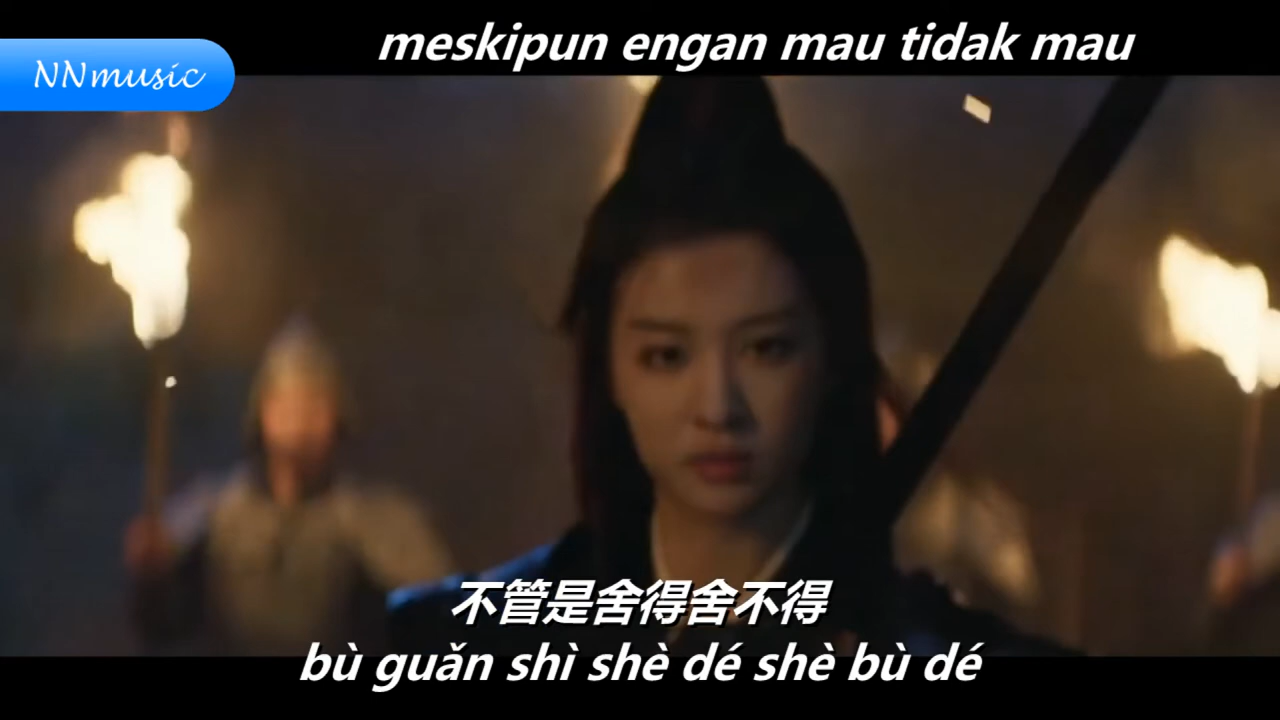 meskipun engan mau tidak mau
NNmusic
不管是舍得舍不得
bù guǎn shì shè dé shè bù dé